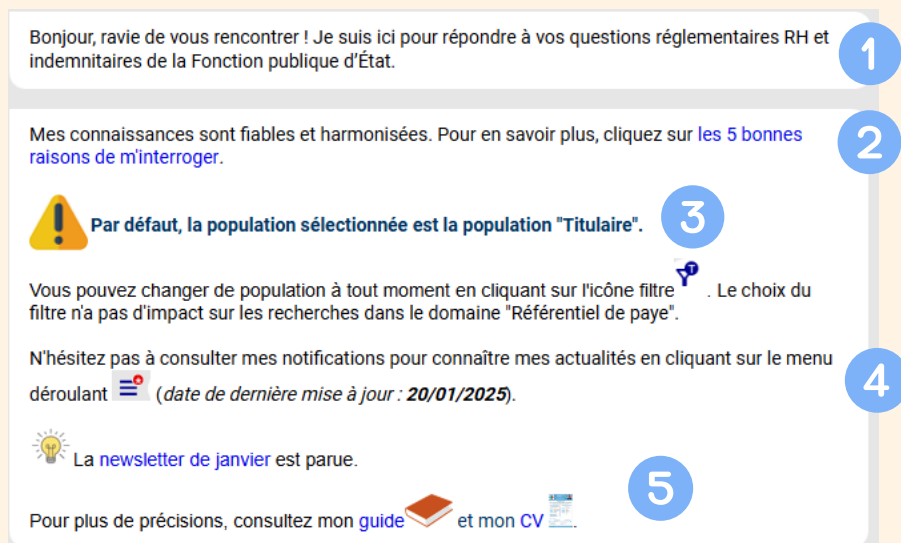 Bonjour, ravie de vous rencontrer ! Je suis ici pour répondre à vos questions réglementaires RH et
indemnitaires de la Fonction publique d'État.
1
Mes connaissances sont fiables et harmonisées. Pour en savoir plus, cliquez sur les 5 bonnes
raisons de m'interroger.
2
Par défaut, la population sélectionnée est la population "Titulaire".
3
Vous pouvez changer de population à tout moment en cliquant sur l'icône filtre T . Le choix du
filtre n'a pas d'impact sur les recherches dans le domaine "Référentiel de paye".
N'hésitez pas à consulter mes notifications pour connaître mes actualités en cliquant sur le menu
déroulant (date de dernière mise à jour : 20/01/2025).
4
La newsletter de janvier est parue.
5
Pour plus de précisions, consultez mon guide et mon CV .